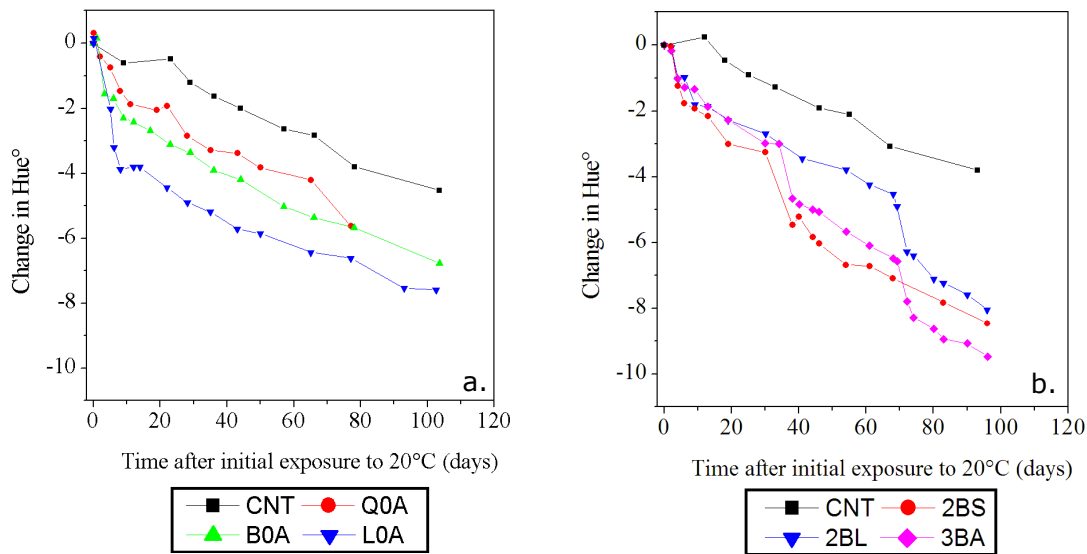 0
-2
-4
-6
-8
-10
Change in Hue°
a.
0 20 40 60 80 100 120
Time after initial exposure to 20°C (days)
CNT Q0A
B0A L0A
0
-2
-4
-6
-8
-10
Change in Hue°
b.
0 20 40 60 80 100 120
Time after initial exposure to 20°C (days)
CNT 2BS
2BL 3BA